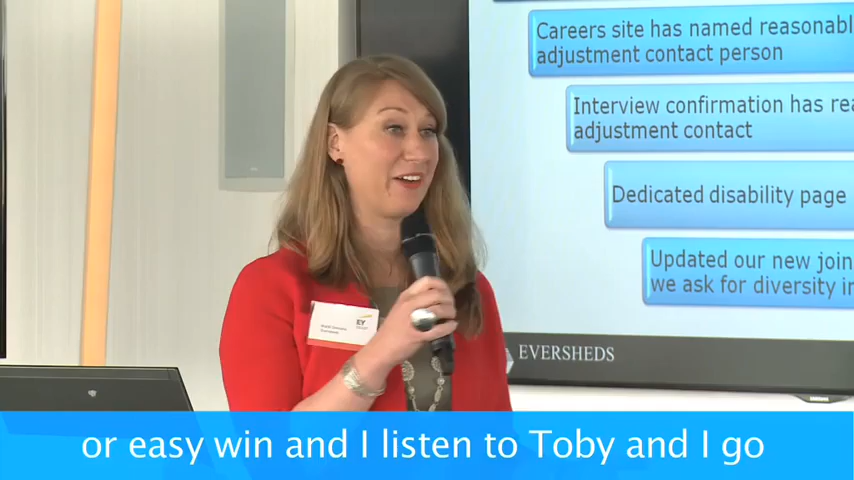 Careers site has named reasonabl
adjustment contact person
Interview confirmation has rea
adjustment contact
Dedicated disability page
Updated our new join
we ask for diversity in
EVERSHEDS
EY
or easy win and I listen to Toby and I go